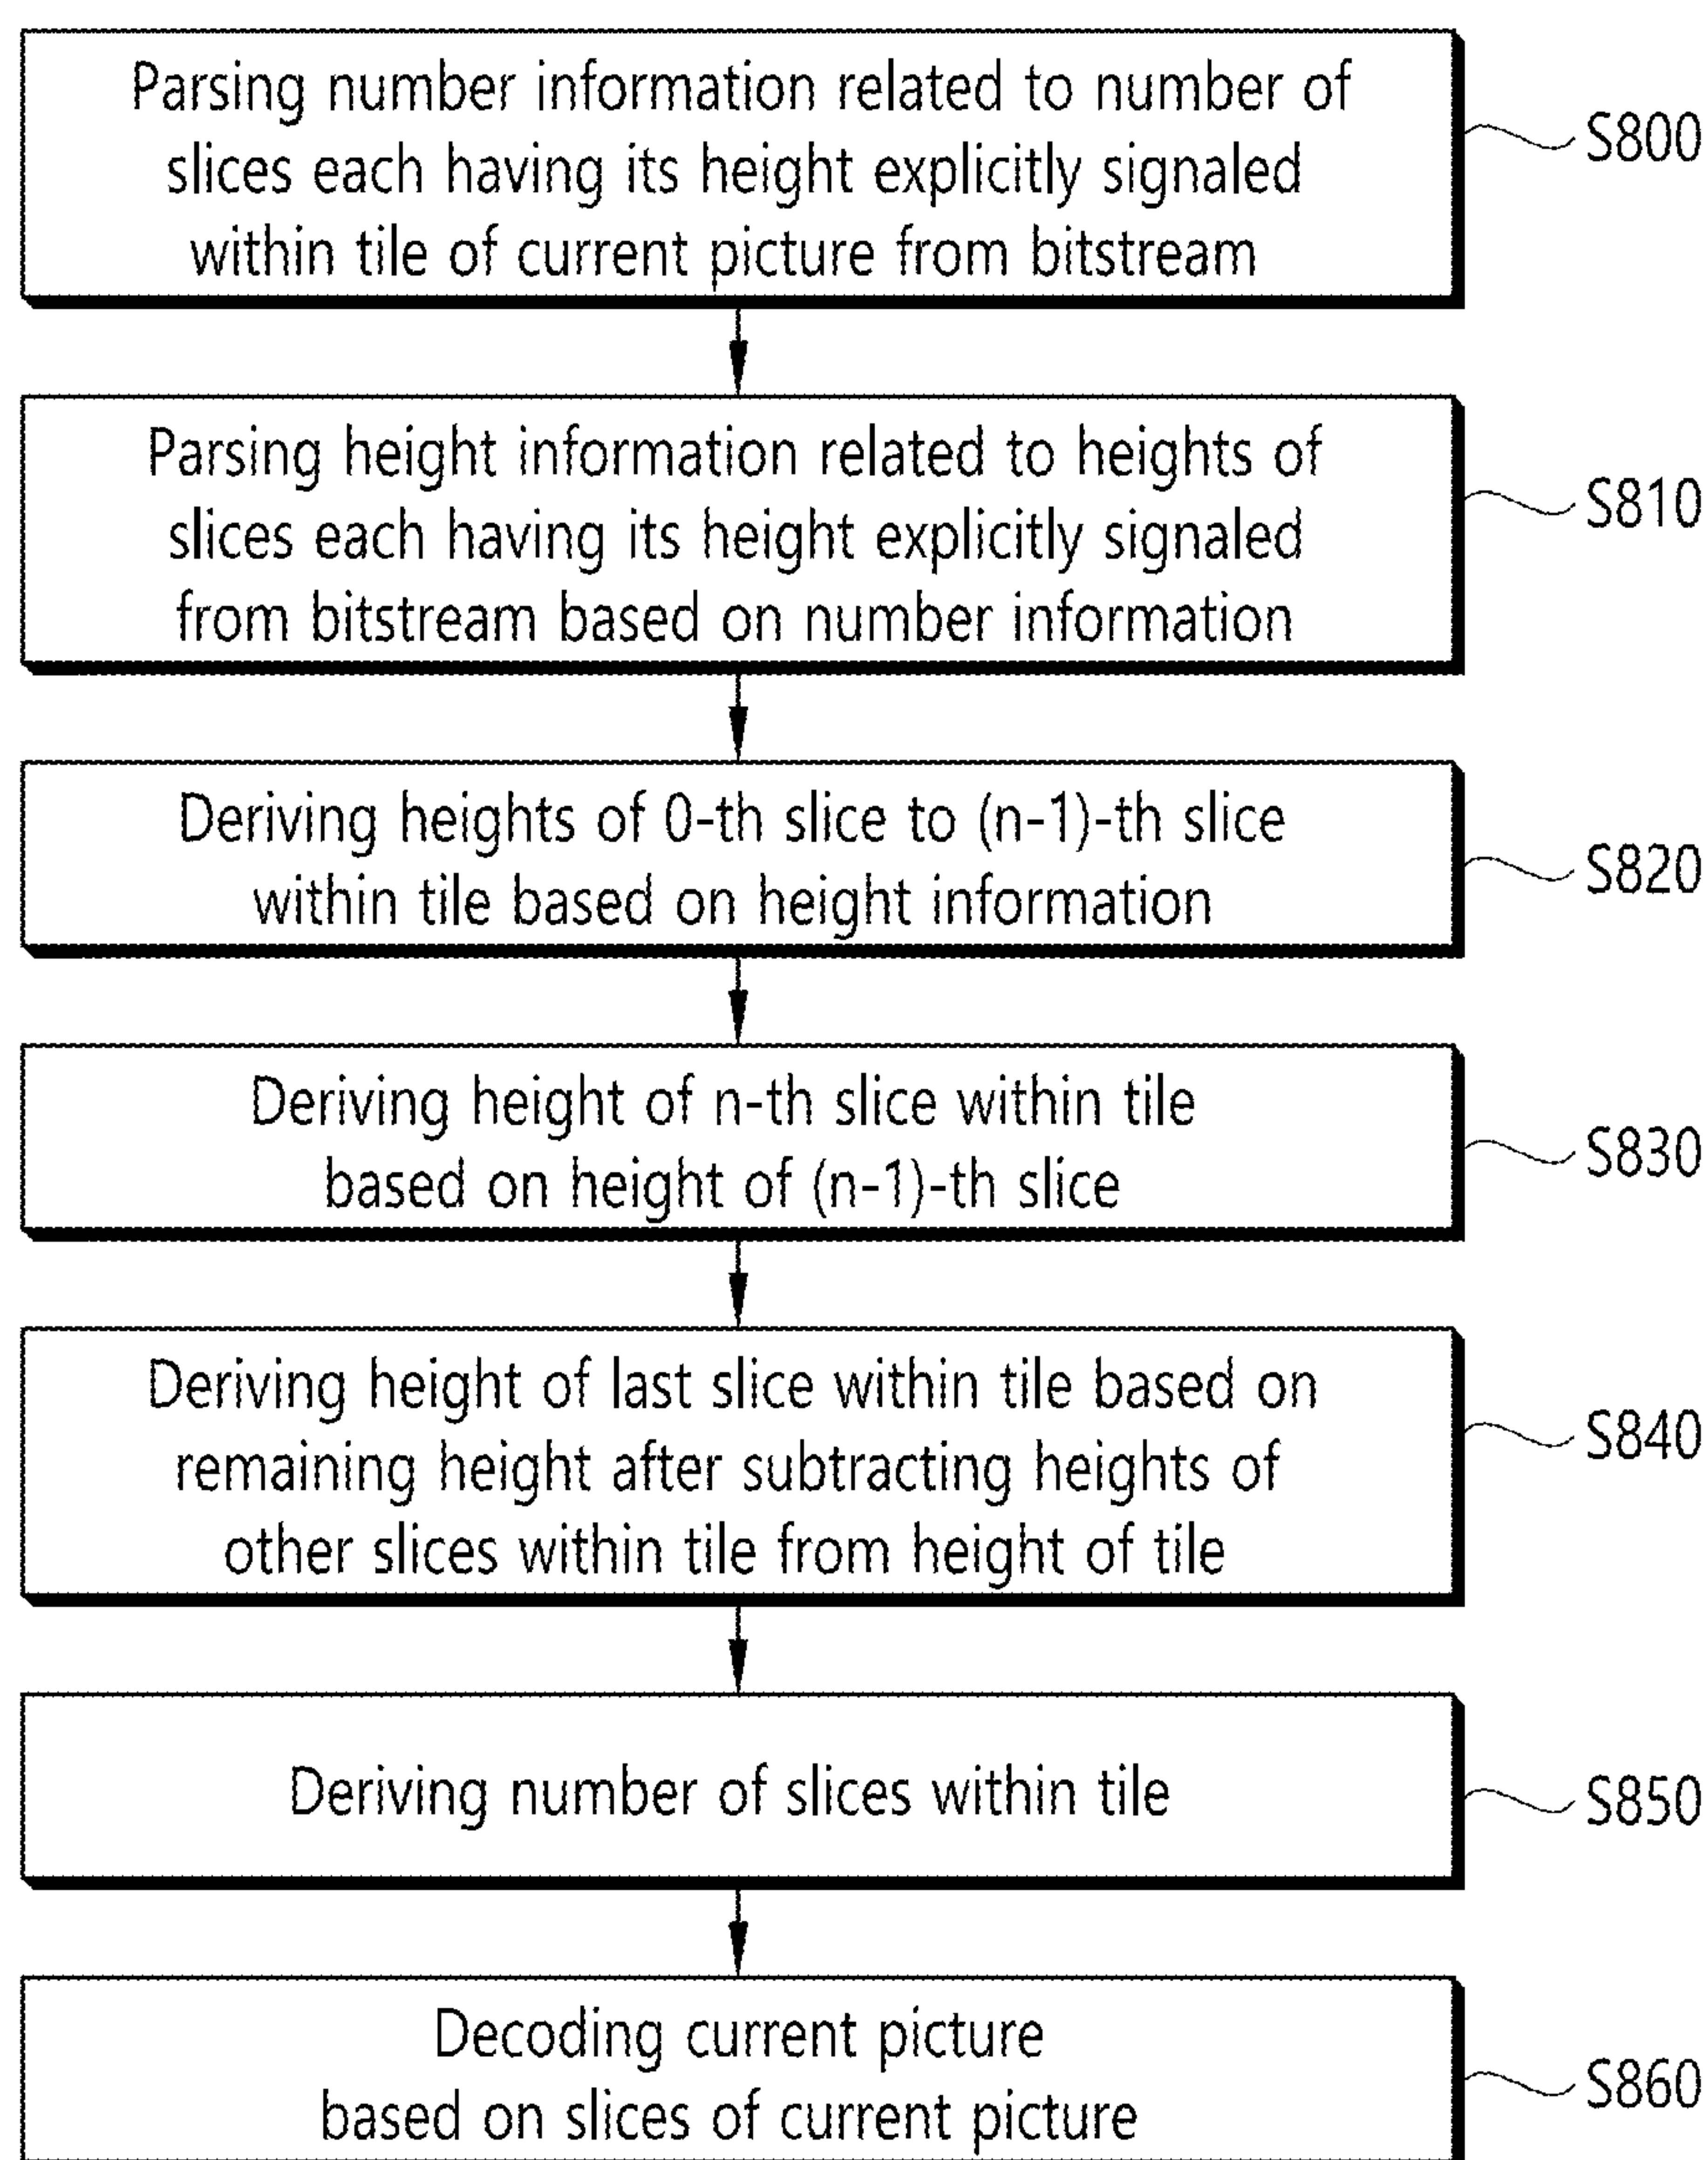 Parsing number information related to number of
slices each having its height explicitly signaled
within tile of current picture from bitstream
S800
Parsing height information related to heights of
slices each having its height explicitly signaled
from bitstream based on number information
S810
Deriving heights of 0-th slice to (n-1)-th slice
within tile based on height information
S820
Deriving height of n-th slice within tile
based on height of (n-1)-th slice
S830
Deriving height of last slice within tile based on
remaining height after subtracting heights of
other slices within tile from height of tile
S840
Deriving number of slices within tile
S850
Decoding current picture
based on slices of current picture
S860